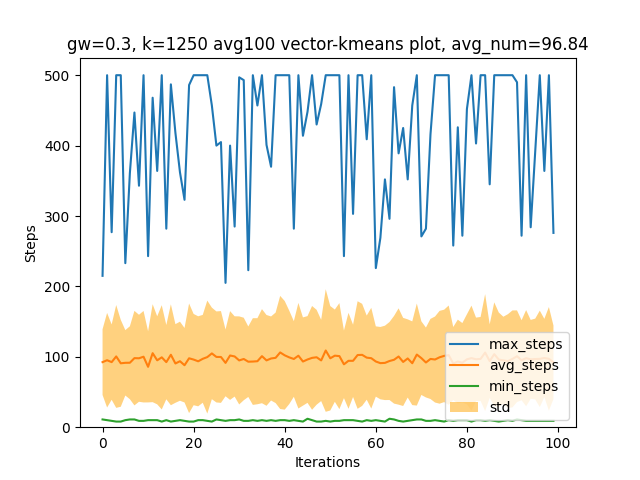 gw=0.3, k=1250 avg100 vector-kmeans plot, avg_num=96.84
500
400
300
200
100
0
Steps
0 20 40 60 80 100
Iterations
max_steps
avg_steps
min_steps
std